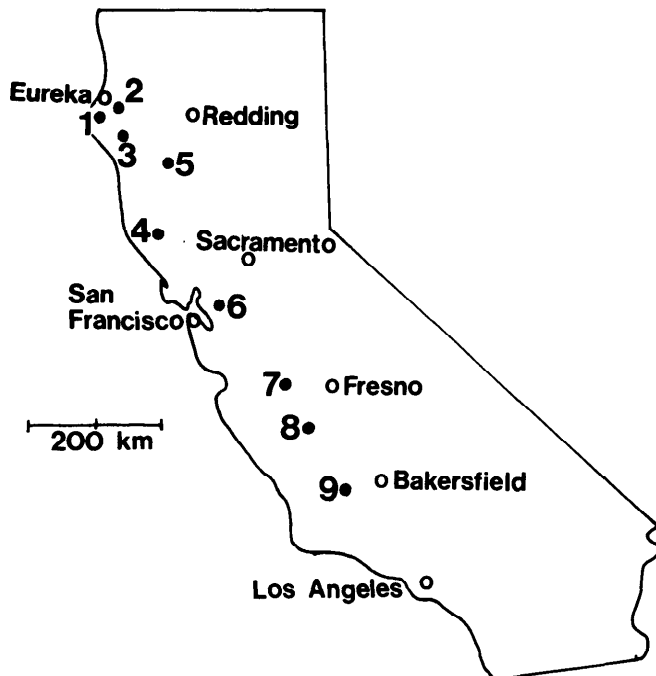 Eureka 2
1 Redding
3
5
4 Sacramento
San
Francisco 6
7 Fresno
200 km
8
9 Bakersfield
Los Angeles